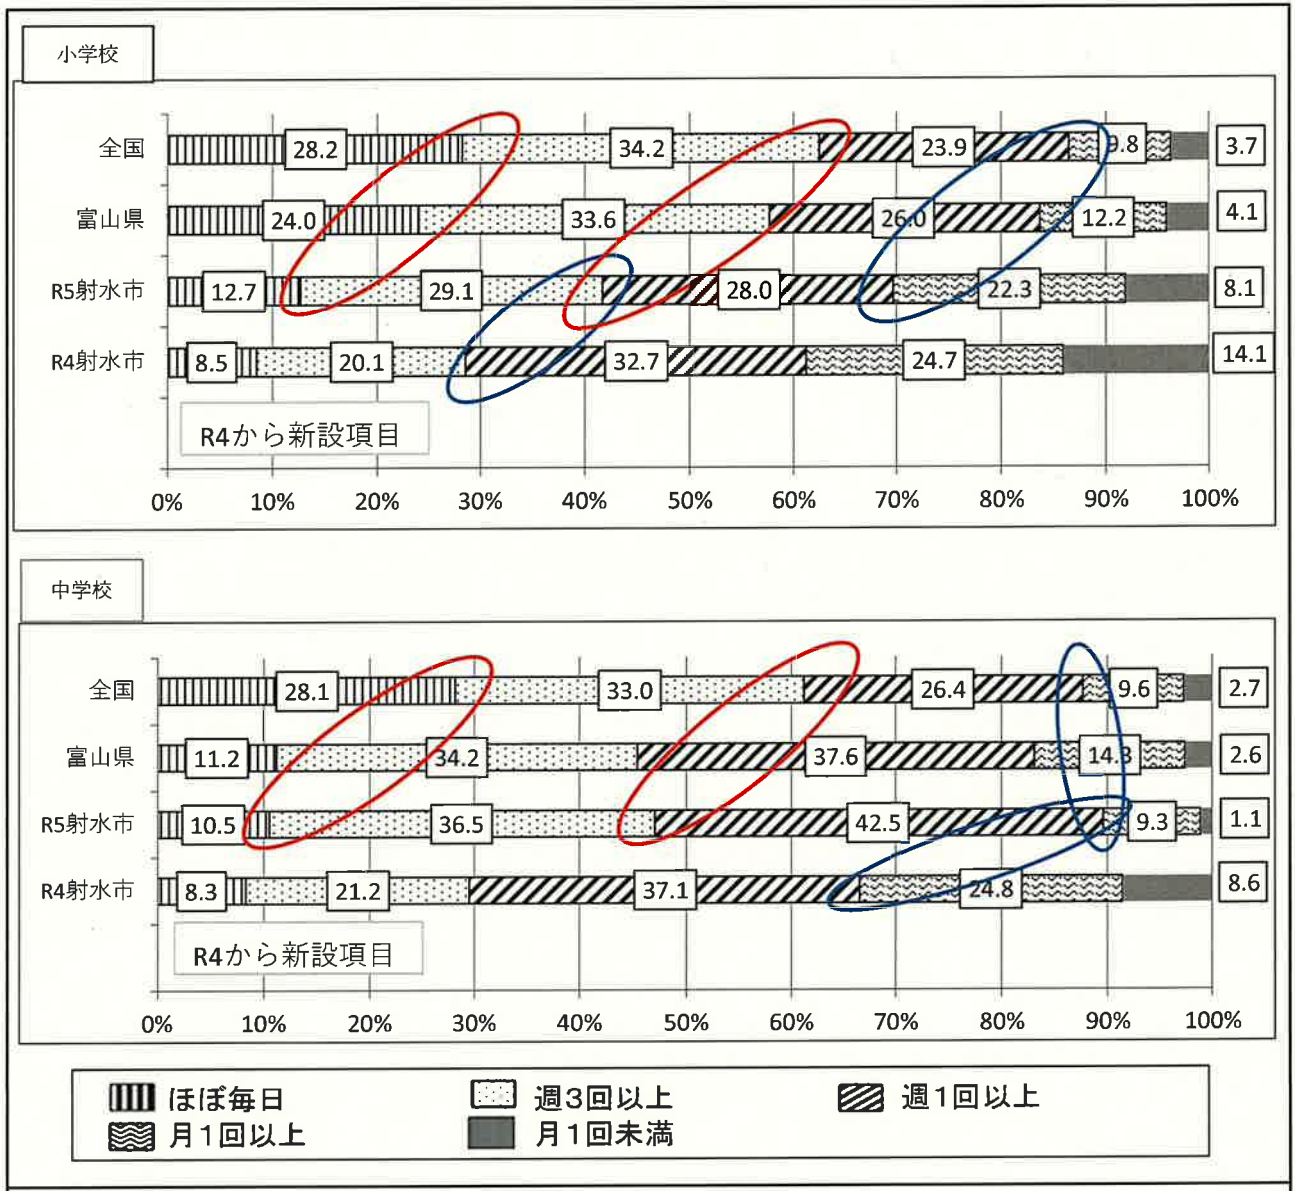 小学校
全国 28.2 34.2 23.9 9.8 3.7
富山県 24.0 33.6 26.0 12.2 4.1
R5射水市 12.7 29.1 28.0 22.3 8.1
R4射水市 8.5 20.1 32.7 24.7 14.1
R4から新設項目
0% 10% 20% 30% 40% 50% 60% 70% 80% 90% 100%
中学校
全国 28.1 33.0 26.4 9.6 2.7
富山県 11.2 34.2 37.6 14.3 2.6
R5射水市 10.5 36.5 42.5 9.3 1.1
R4射水市 8.3 21.2 37.1 24.8 8.6
R4から新設項目
0% 10% 20% 30% 40% 50% 60% 70% 80% 90% 100%
ほぼ毎日 週3回以上 週1回以上
月1回以上 月1回未満